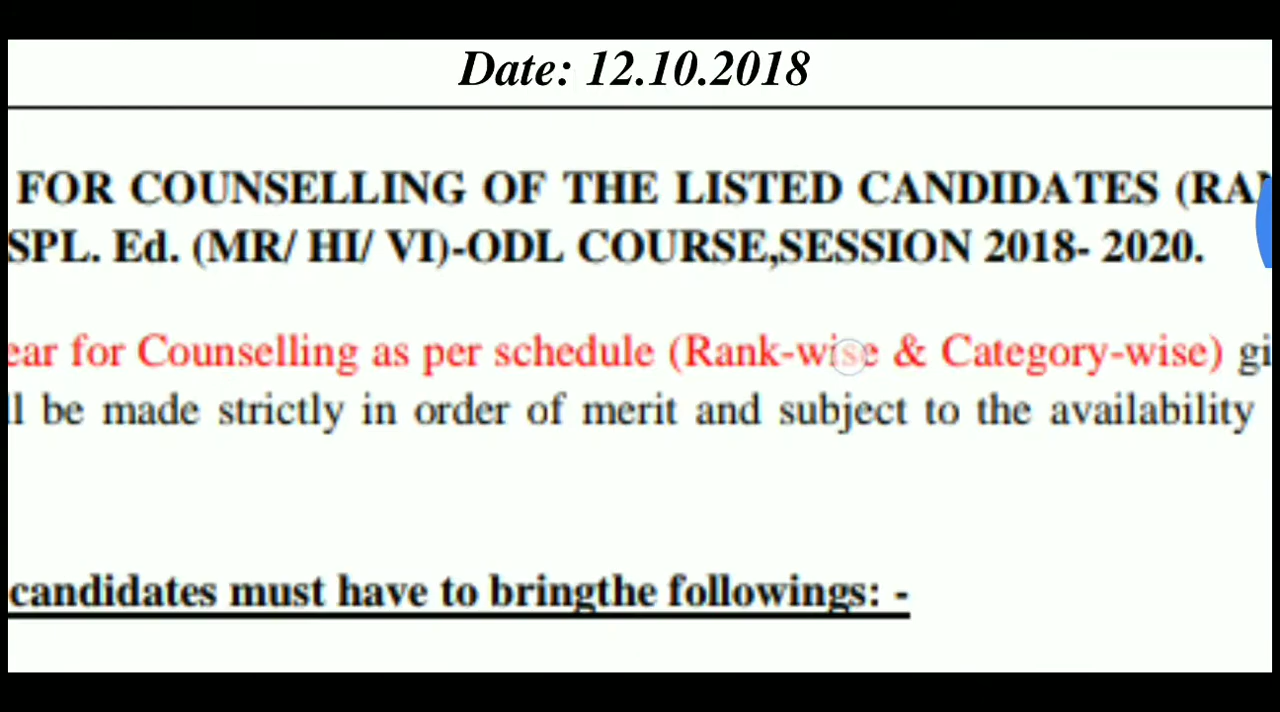 Date: 12.10.2018
FOR COUNSELLING OF THE LISTED CANDIDATES
SPL. Ed. (MR/ HI/ VI)-ODL COURSE,SESSION 2018- 2020.
for Counselling as per schedule (Rank-wise & Category-wise)
be made strictly in order of merit and subject to the availability
candidates must have to bringthe followings: -